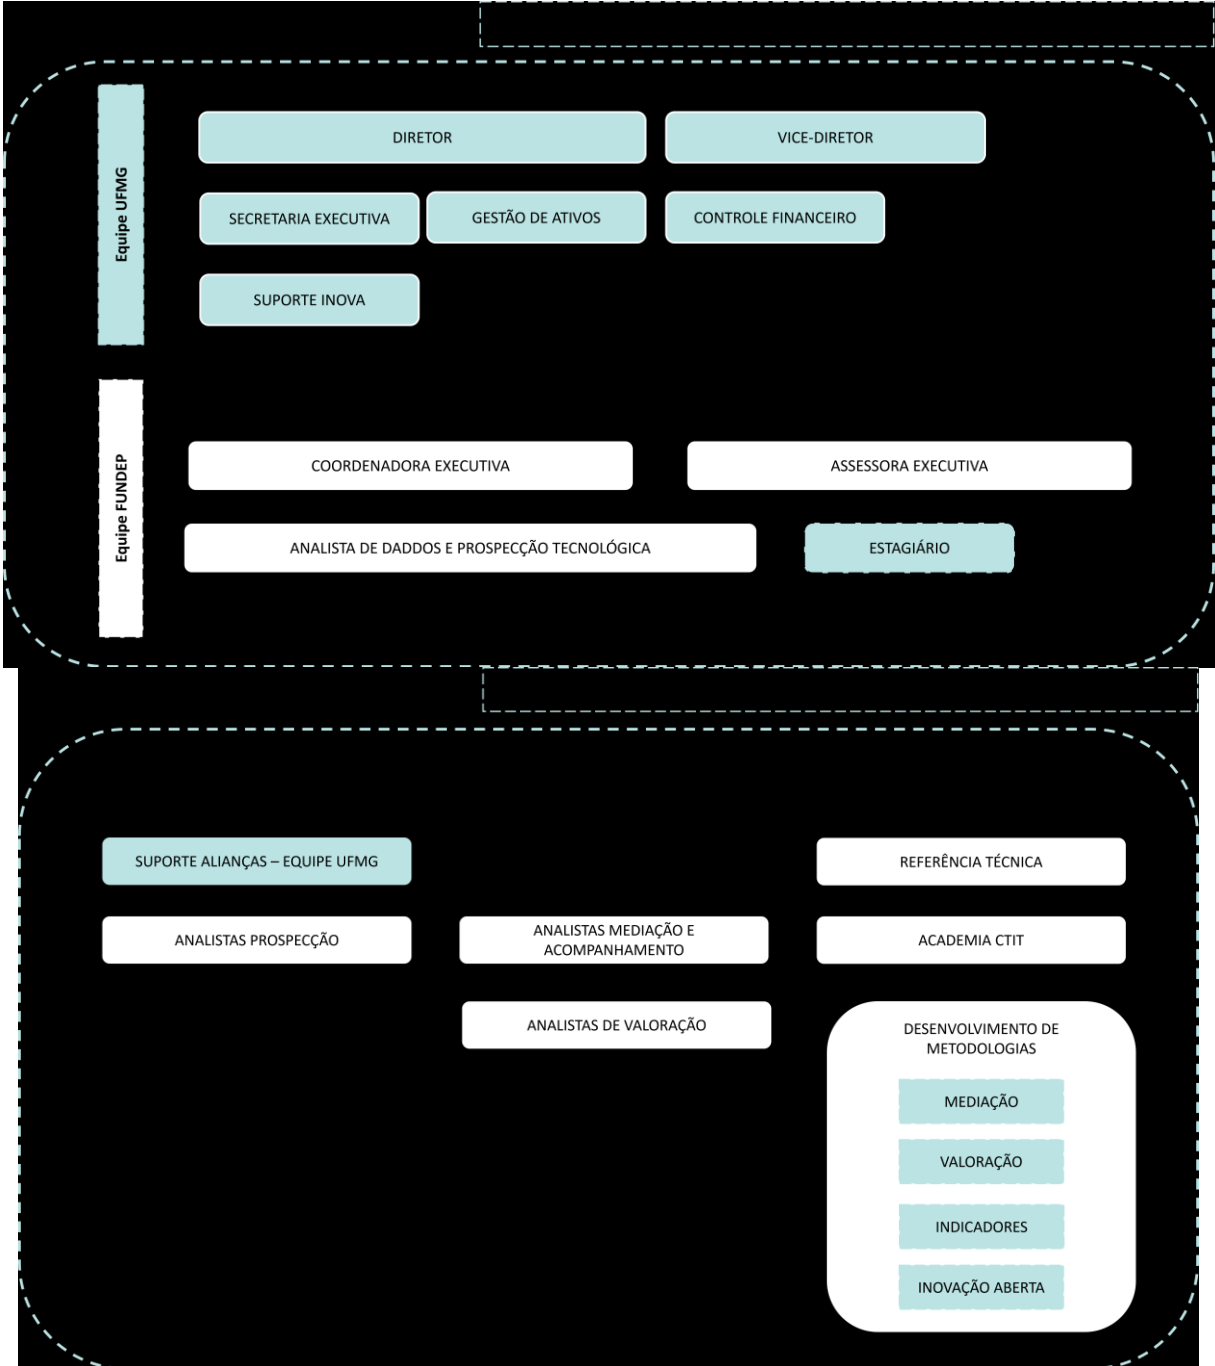 Equipe UFMG
DIRETOR
VICE-DIRETOR
SECRETARIA EXECUTIVA
GESTÃO DE ATIVOS
CONTROLE FINANCEIRO
SUPORTE INOVA
Equipe FUNDEP
COORDENADORA EXECUTIVA
ASSESSORA EXECUTIVA
ANALISTA DE DADDOS E PROSPECÇÃO TECNOLÓGICA
ESTAGIÁRIO
SUPORTE ALIANÇAS – EQUIPE UFMG
REFERÊNCIA TÉCNICA
ANALISTAS PROSPECÇÃO
ANALISTAS MEDIAÇÃO E
ACOMPANHAMENTO
ACADEMIA CTIT
ANALISTAS DE VALORAÇÃO
DESENVOLVIMENTO DE
METODOLOGIAS
MEDIAÇÃO
VALORAÇÃO
INDICADORES
INOVAÇÃO ABERTA